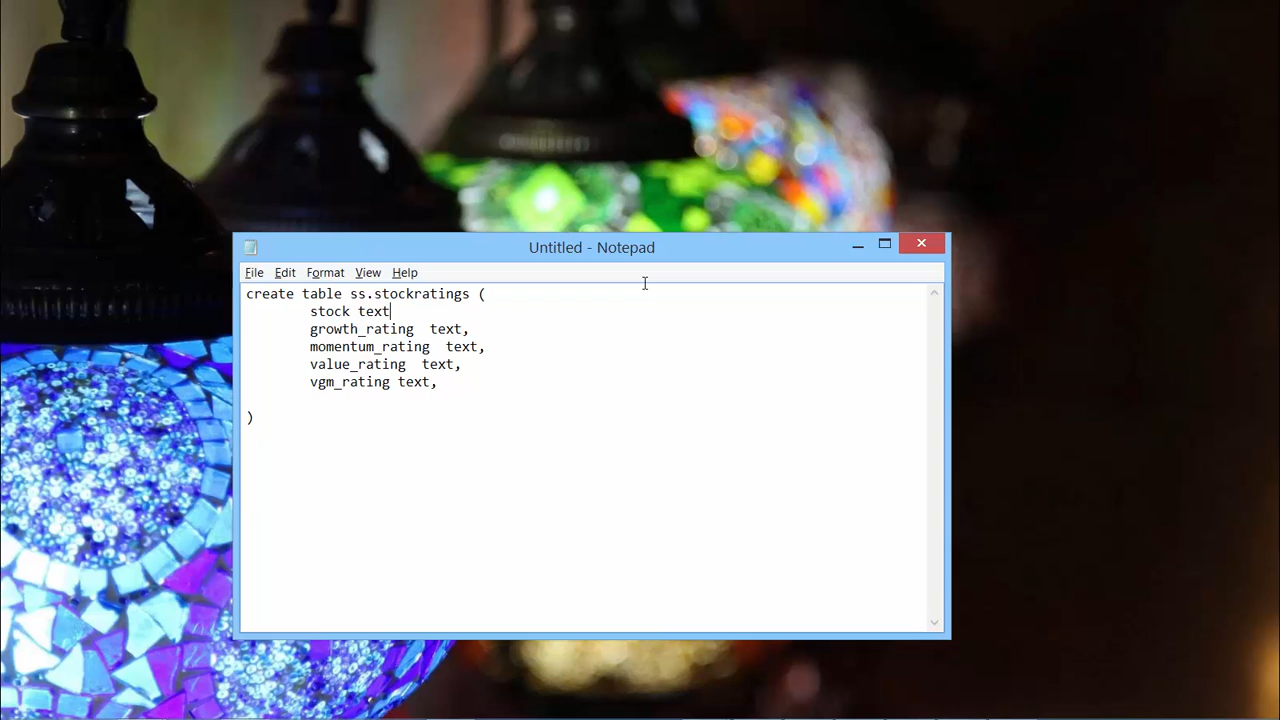 Untitled - Notepad
File Edit Format View Help
create table ss.stockratings (
stock text
growth_rating  text,
momentum_rating  text,
value_rating  text,
vgm_rating text,
)